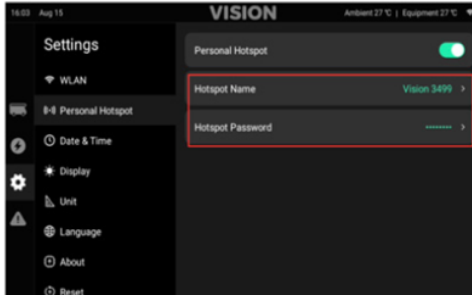 16:03 Aug 15 VISION Ambient 27 ℃ | Equipment 27 ℃
Settings
WLAN
Personal Hotspot
Date & Time
Display
Unit
Language
About
Reset
Personal Hotspot
Hotspot Name Vision 3499 >
Hotspot Password ········ >